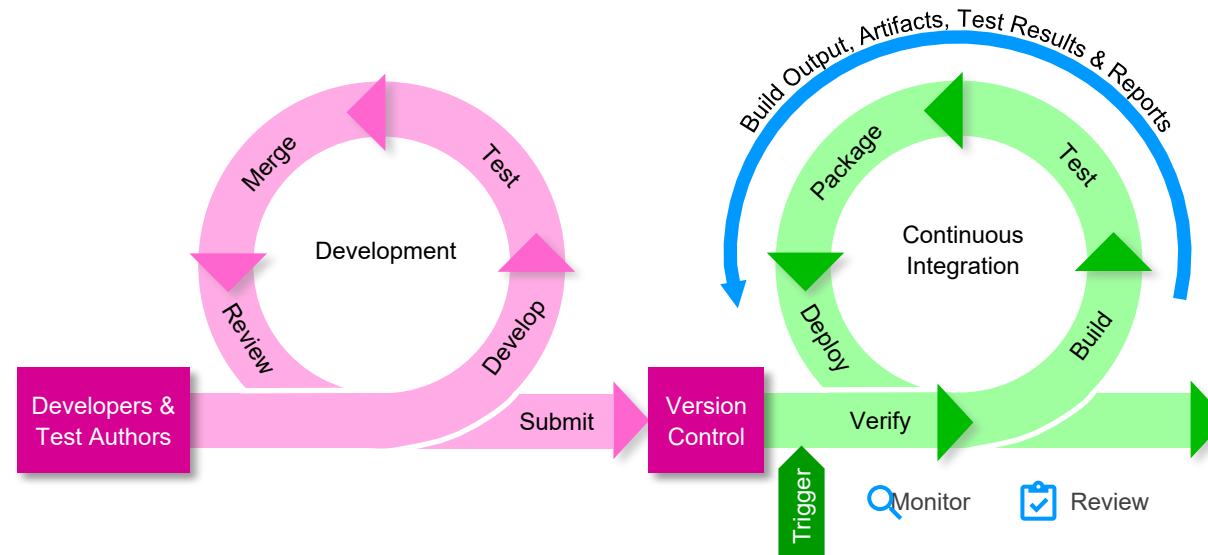 Build Output, Artifacts, Test Results & Reports
Merge
Test
Development
Review
Develop
Developers &
Test Authors
Submit
Package
Test
Continuous
Integration
Deploy
Build
Version
Control
Verify
Trigger
Monitor
Review